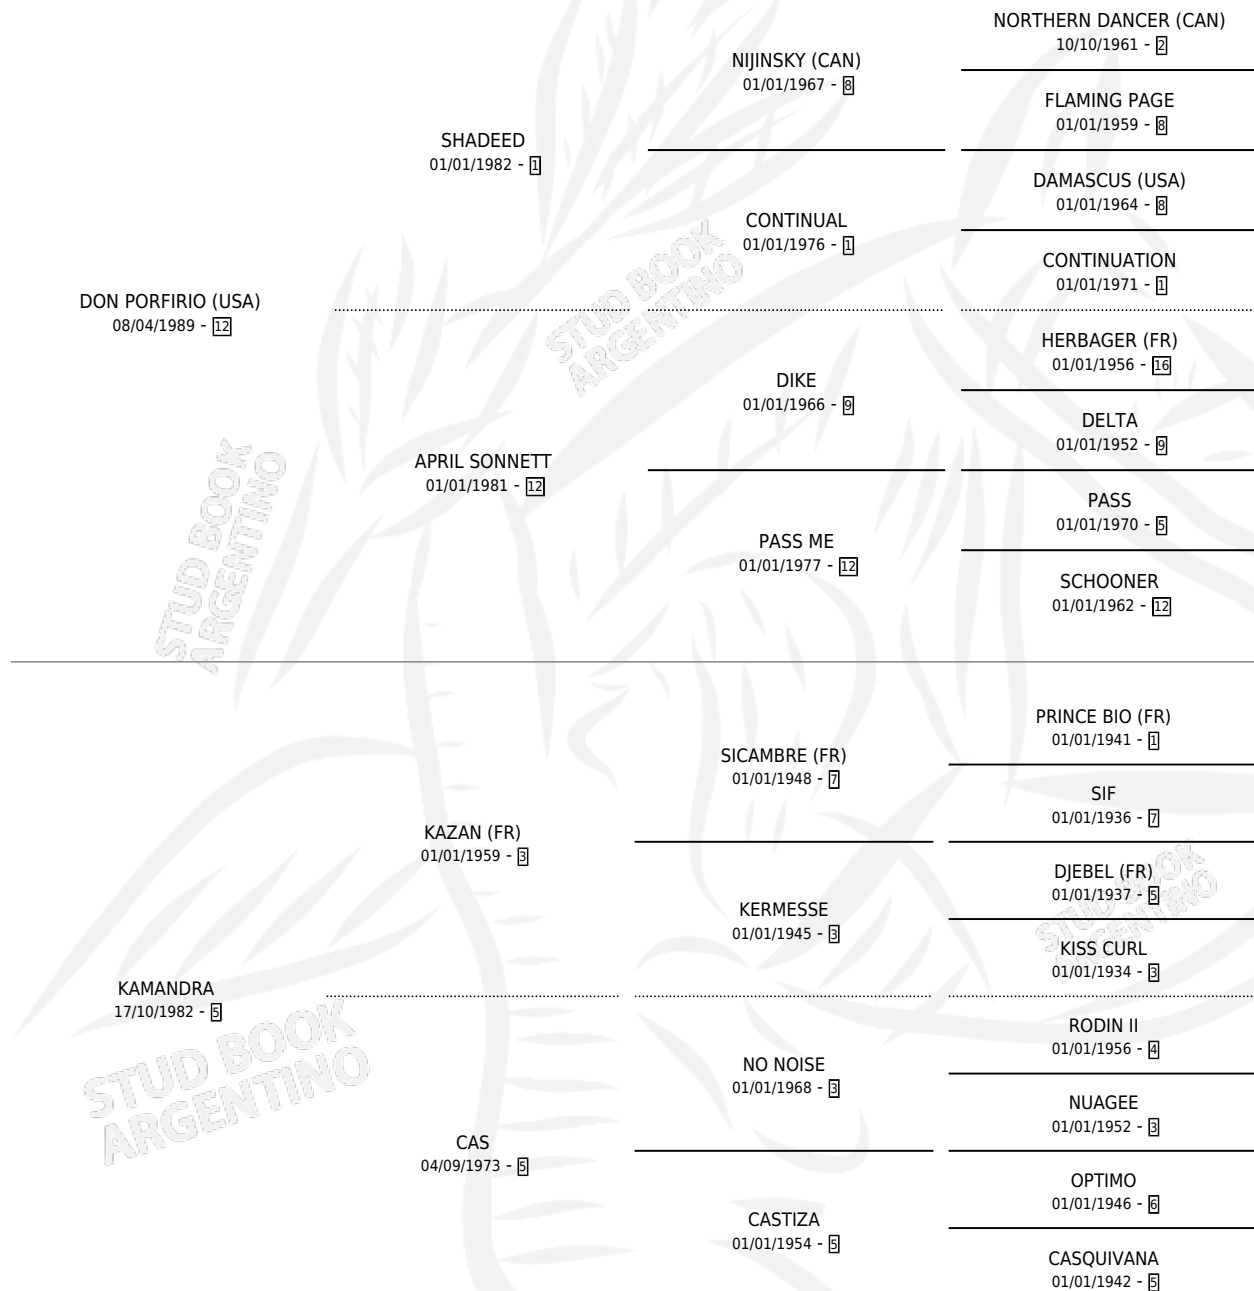 NORTHERN DANCER (CAN)
10/10/1961 - 2
NIJINSKY (CAN)
01/01/1967 - 8
FLAMING PAGE
01/01/1959 - 8
SHADEED
01/01/1982 - 1
DAMASCUS (USA)
01/01/1964 - 8
CONTINUAL
01/01/1976 - 1
CONTINUATION
01/01/1971 - 1
DON PORFIRIO (USA)
08/04/1989 - 12
HERBAGER (FR)
01/01/1956 - 16
DIKE
01/01/1966 - 9
DELTA
01/01/1952 - 9
APRIL SONNETT
01/01/1981 - 12
PASS
01/01/1970 - 5
PASS ME
01/01/1977 - 12
SCHOONER
01/01/1962 - 12
STUD BOOK
ARGENTINO
STUD BOOK
ARGENTINO
PRINCE BIO (FR)
01/01/1941 - 1
SICAMBRE (FR)
01/01/1948 - 7
SIF
01/01/1936 - 7
KAZAN (FR)
01/01/1959 - 3
DJEBEL (FR)
01/01/1937 - 5
KERMESSE
01/01/1945 - 3
KISS CURL
01/01/1934 - 3
KAMANDRA
17/10/1982 - 5
RODIN II
01/01/1956 - 4
NO NOISE
01/01/1968 - 3
NUAGEE
01/01/1952 - 3
CAS
04/09/1973 - 5
OPTIMO
01/01/1946 - 6
CASTIZA
01/01/1954 - 5
CASQUIVANA
01/01/1942 - 5
STUD BOOK
ARGENTINO
STUD BOOK
ARGENTINO